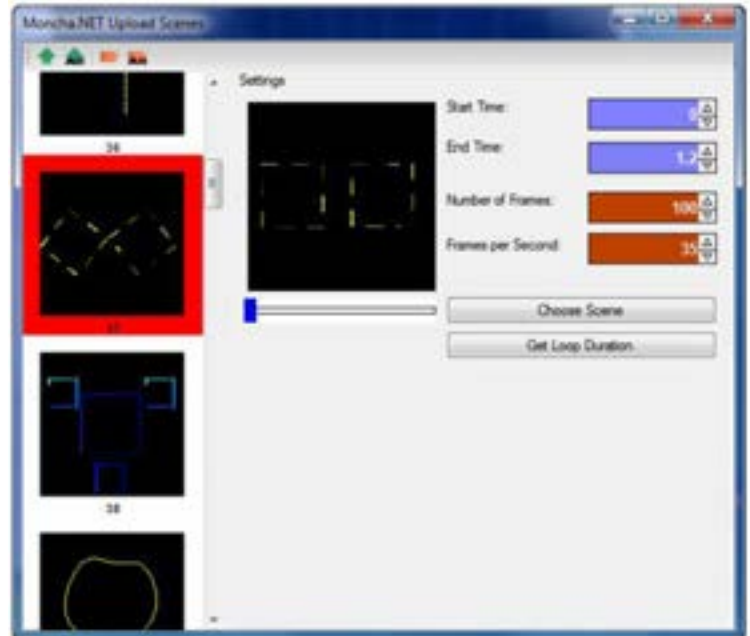 Moncha.NET Upload Scenes
Settings
Start Time:
0
End Time:
1.2
Number of Frames:
100
Frames per Second:
35
Choose Scene
Get Loop Duration
36
37
38